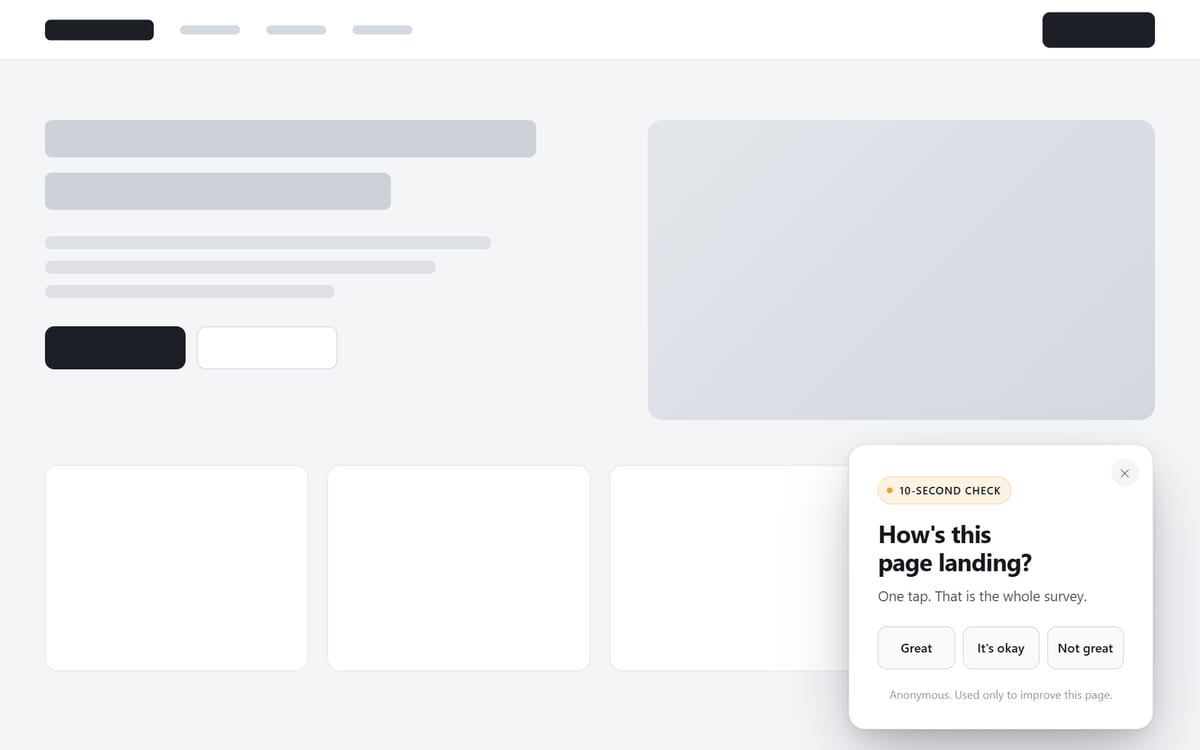 10-SECOND CHECK
How's this
page landing?
One tap. That is the whole survey.
Great
It's okay
Not great
Anonymous. Used only to improve this page.